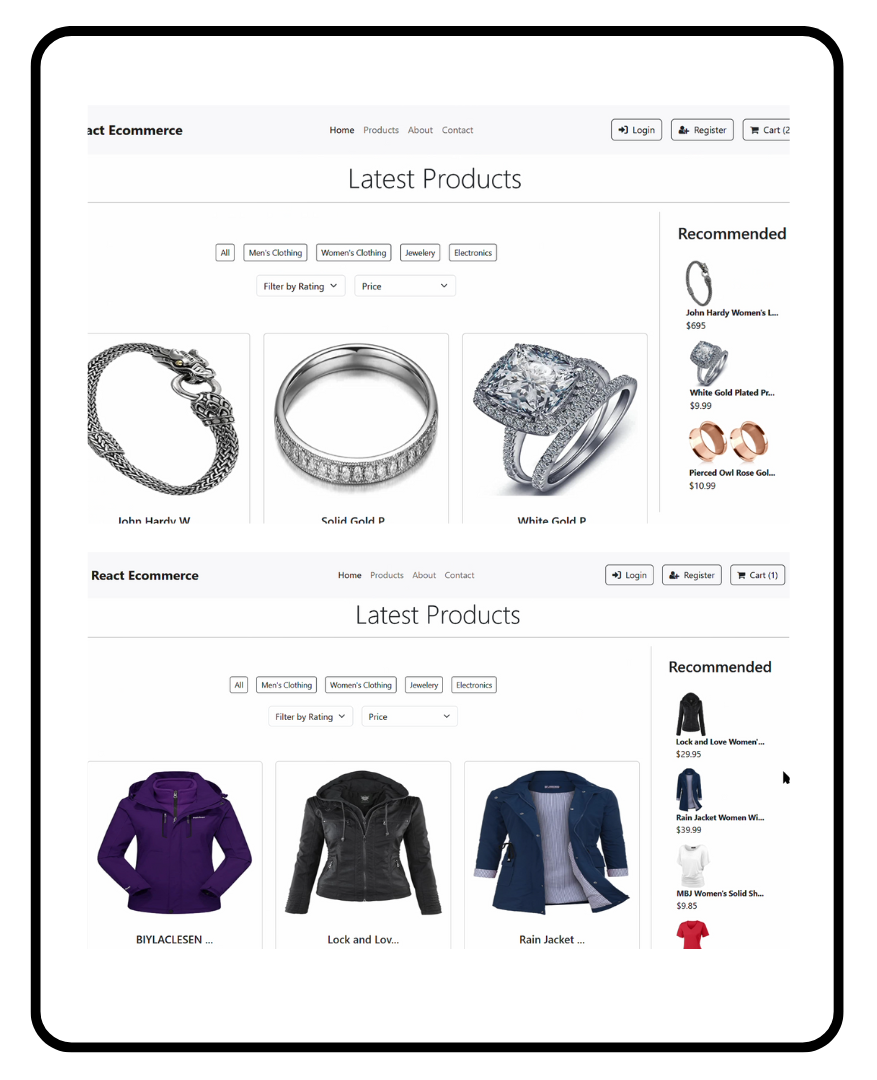 act Ecommerce
Home Products About Contact
Login Register Cart (2
Latest Products
All Men's Clothing Women's Clothing Jewelery Electronics
Filter by Rating Price
Recommended
John Hardy Women's L...
$695
White Gold Plated Pr...
$9.99
Pierced Owl Rose Gol...
$10.99
John Hardy W
Solid Gold P
White Gold P
React Ecommerce
Home Products About Contact
Login Register Cart (1)
Latest Products
All Men's Clothing Women's Clothing Jewelery Electronics
Filter by Rating Price
Recommended
Lock and Love Women'...
$29.95
Rain Jacket Women Wi...
$39.99
MBJ Women's Solid Sh...
$9.85
BIYLACLESEN ...
Lock and Lov...
Rain Jacket ...